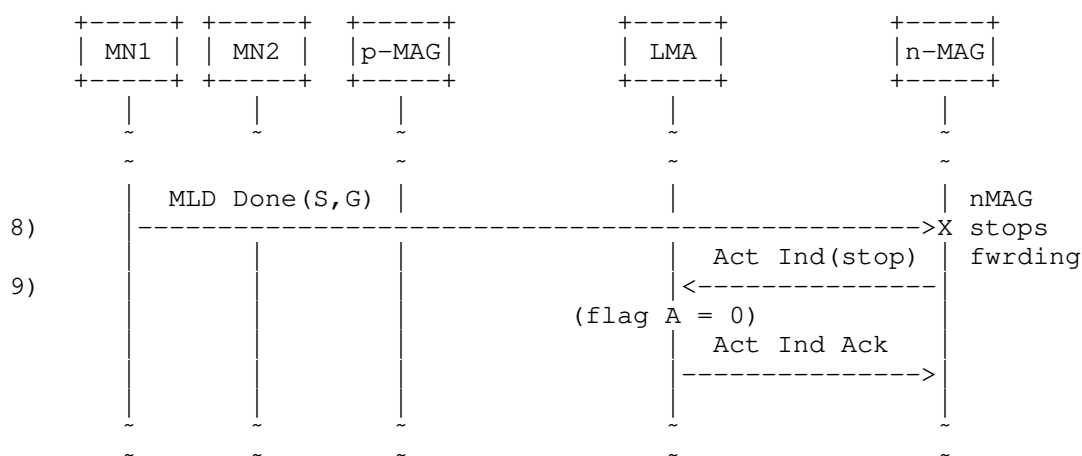 MN1 MN2 p-MAG LMA n-MAG
MLD Done(S,G) nMAG
8) X stops
Act Ind(stop) fwrding
9)
(flag A = 0)
Act Ind Ack